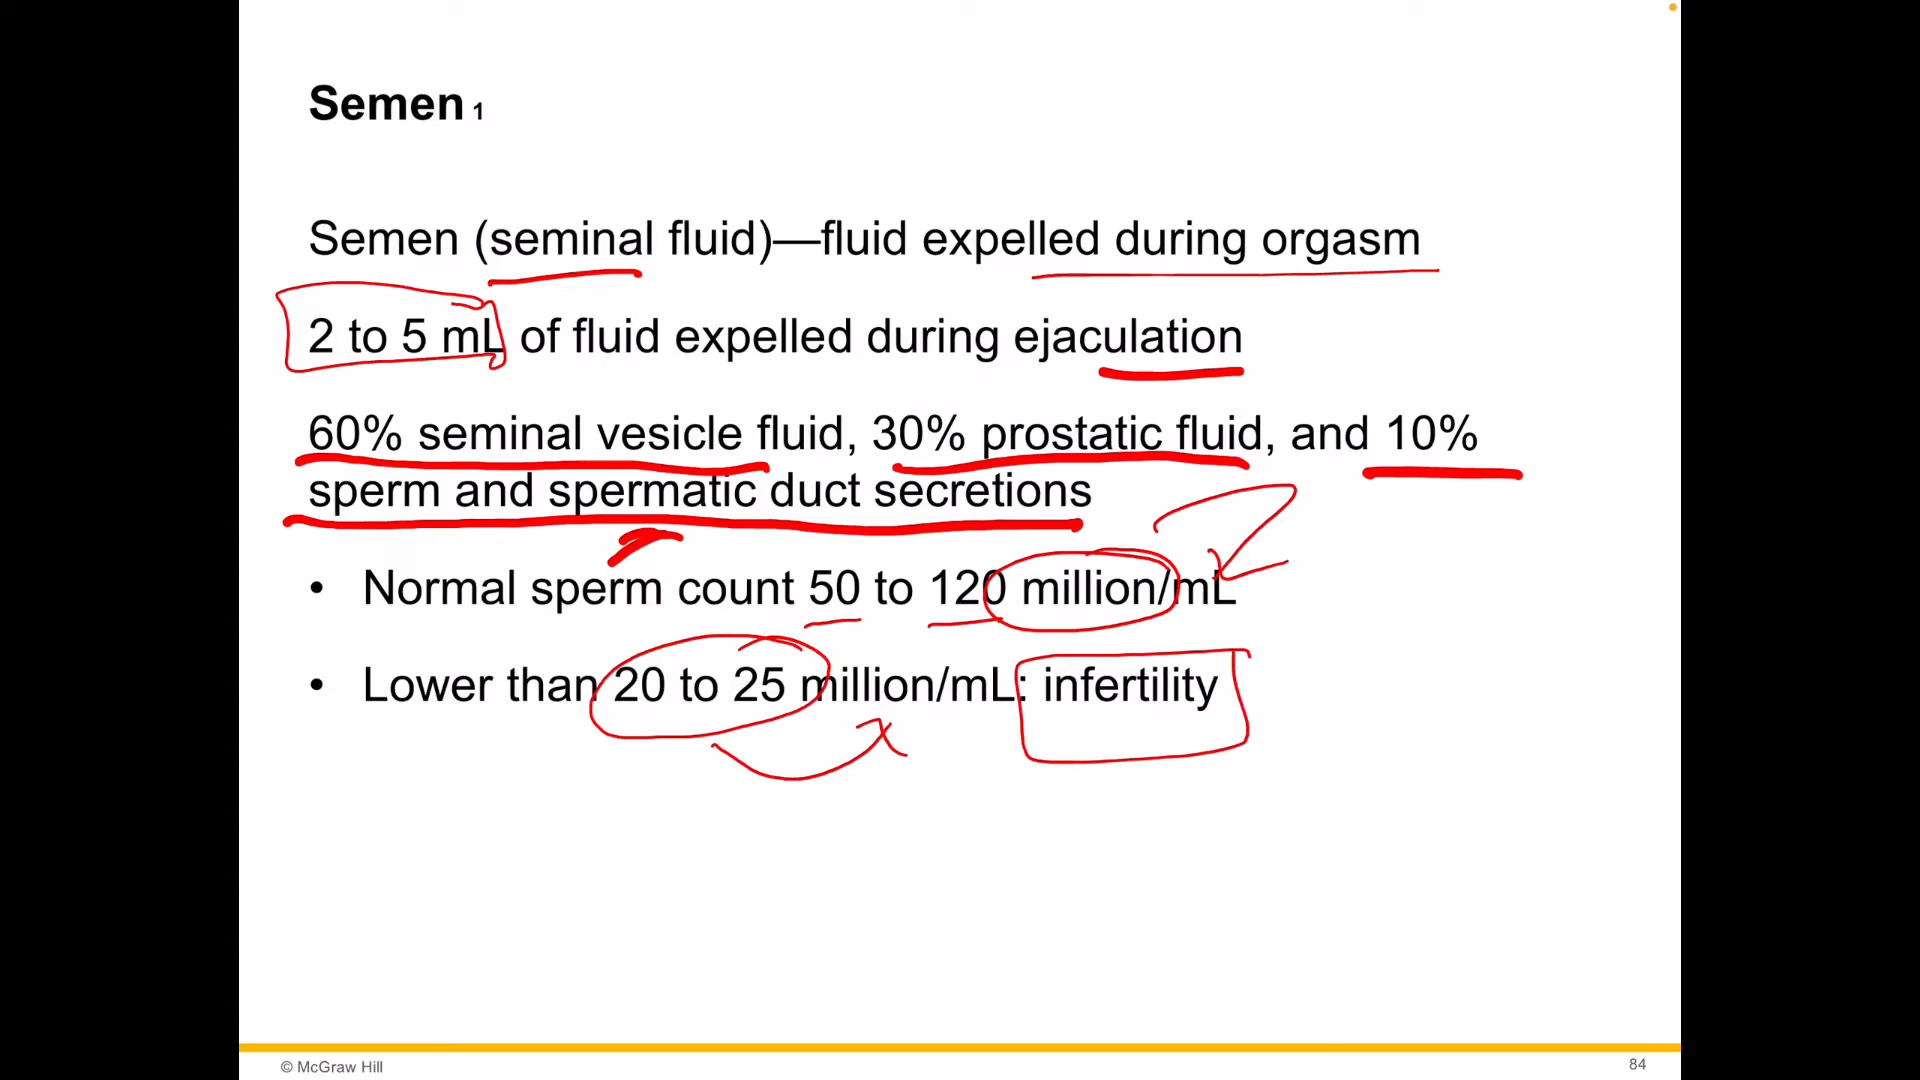 Semen 1
Semen (seminal fluid)—fluid expelled during orgasm
2 to 5 mL of fluid expelled during ejaculation
60% seminal vesicle fluid, 30% prostatic fluid, and 10%
sperm and spermatic duct secretions
• Normal sperm count 50 to 120 million/mL
• Lower than 20 to 25 million/mL: infertility
© McGraw Hill
84